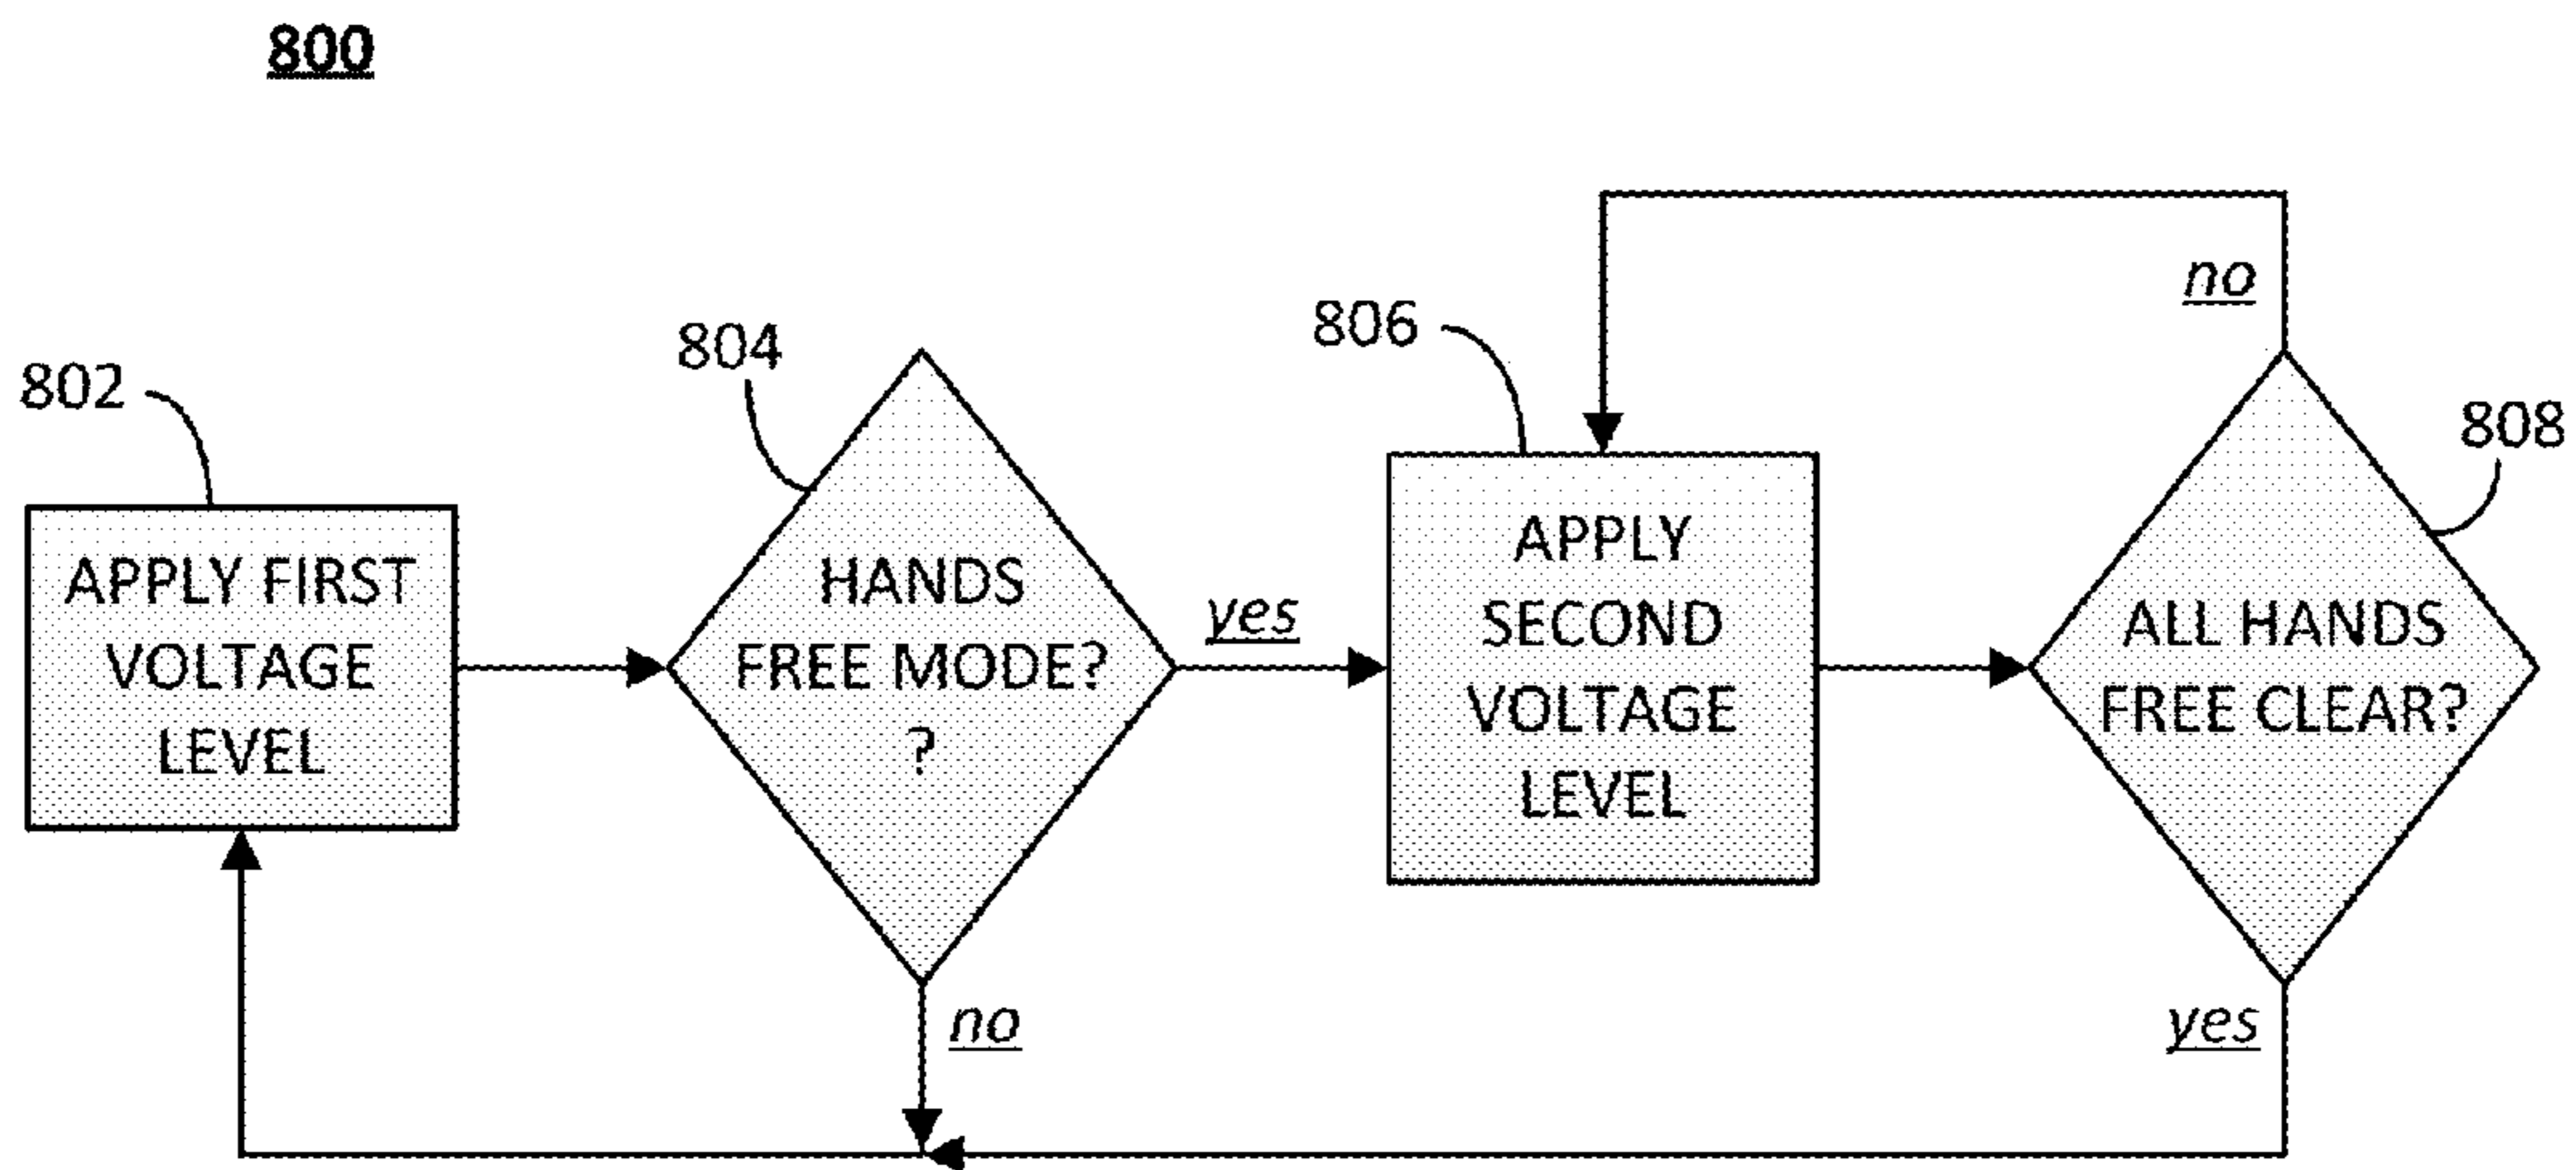 800
802
APPLY FIRST
VOLTAGE
LEVEL
804
HANDS
FREE MODE?
?
yes
no
806
APPLY
SECOND
VOLTAGE
LEVEL
no
808
ALL HANDS
FREE CLEAR?
yes